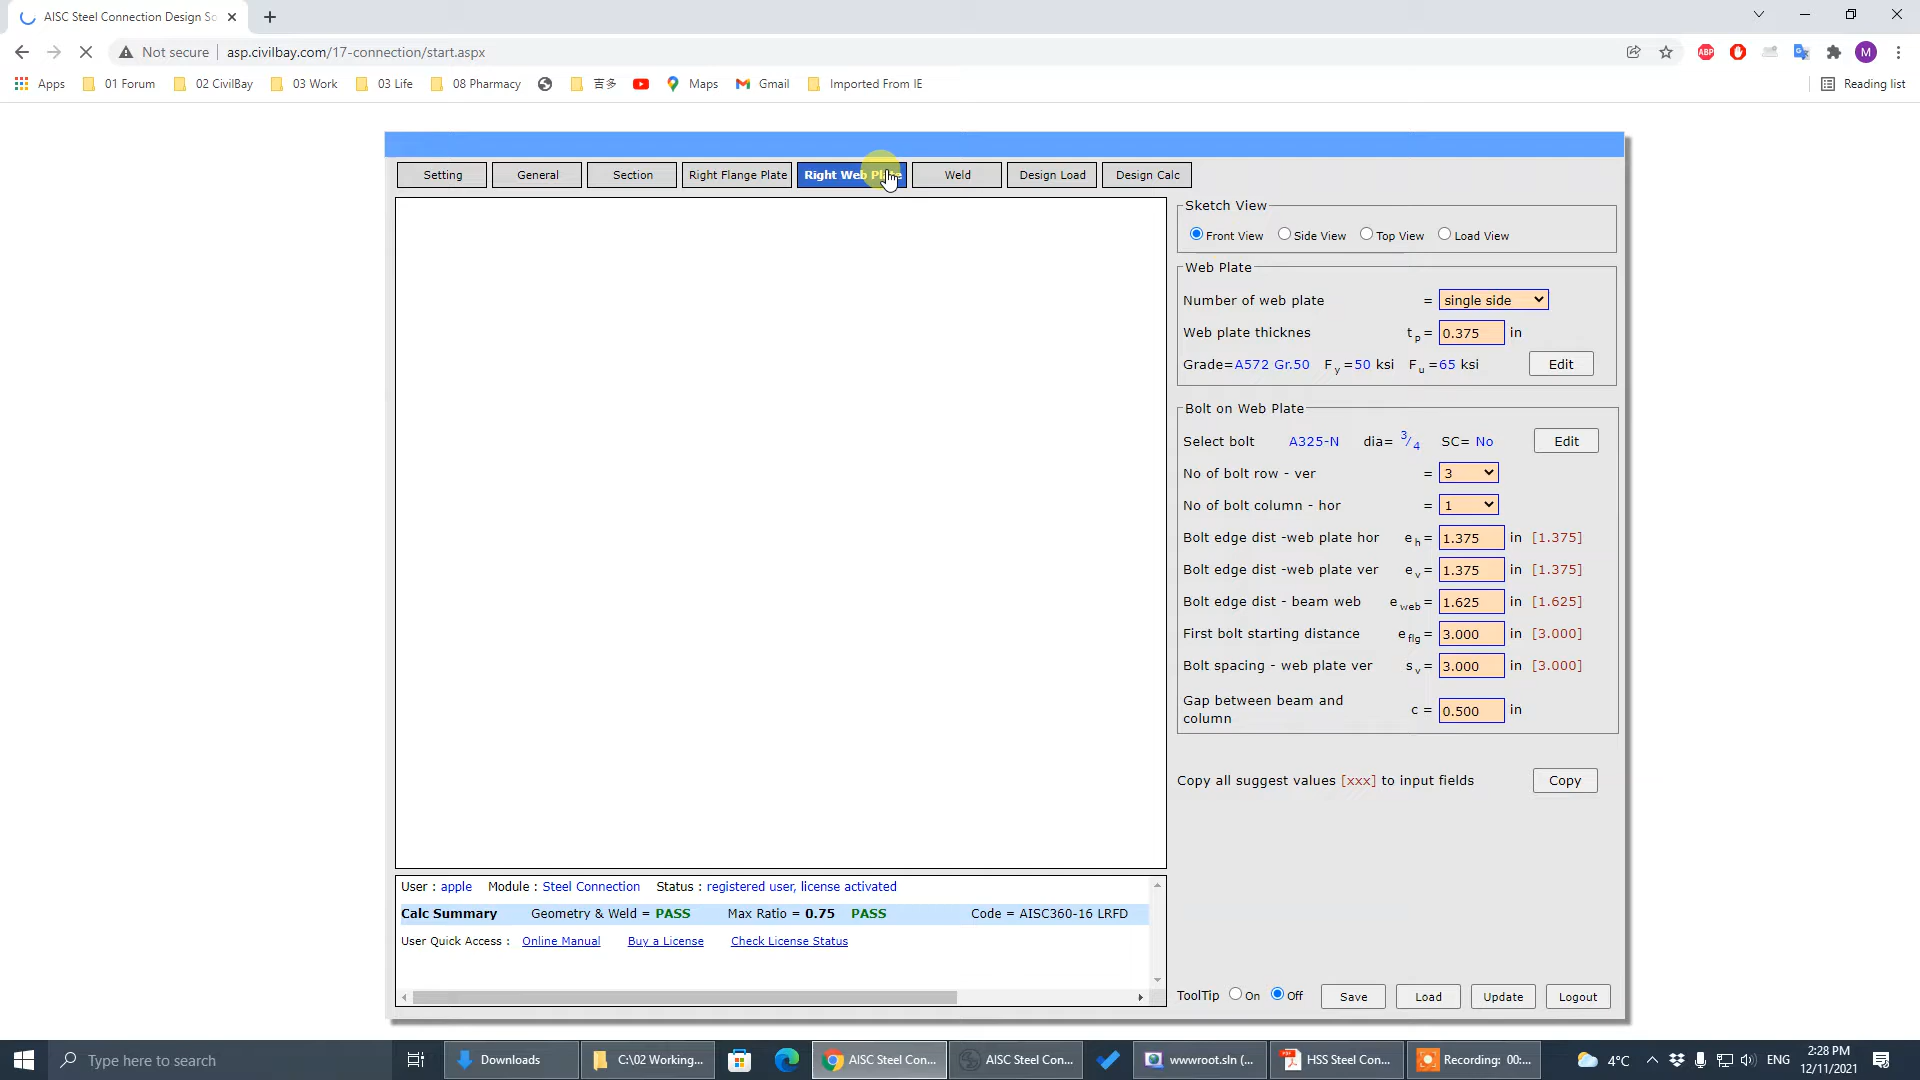 AISC Steel Connection Design So
Not secure asp.civilbay.com/17-connection/start.aspx
ABP M
Apps 01 Forum 02 CivilBay 03 Work 03 Life 08 Pharmacy 吉多 Maps Gmail Imported From IE Reading list
Setting General Section Right Flange Plate Right Web Plate Weld Design Load Design Calc
Sketch View
Front View Side View Top View Load View
Web Plate
Number of web plate = single side
Web plate thicknes tp = 0.375 in
Grade=A572 Gr.50 Fy =50 ksi Fu =65 ksi Edit
Bolt on Web Plate
Select bolt A325-N dia= 3/4 SC= No Edit
No of bolt row - ver = 3
No of bolt column - hor = 1
Bolt edge dist -web plate hor eh = 1.375 in [1.375]
Bolt edge dist -web plate ver ev = 1.375 in [1.375]
Bolt edge dist - beam web eweb = 1.625 in [1.625]
First bolt starting distance eflg = 3.000 in [3.000]
Bolt spacing - web plate ver sv = 3.000 in [3.000]
Gap between beam and
column c = 0.500 in
Copy all suggest values [xxx] to input fields Copy
User : apple Module : Steel Connection Status : registered user, license activated
Calc Summary Geometry & Weld = PASS Max Ratio = 0.75 PASS Code = AISC360-16 LRFD
User Quick Access : Online Manual Buy a License Check License Status
ToolTip On Off Save Load Update Logout
Type here to search Downloads C:\02 Working... AISC Steel Con... AISC Steel Con... wwwroot.sln (... HSS Steel Con... Recording: 00:... 4°C ENG 2:28 PM
12/11/2021